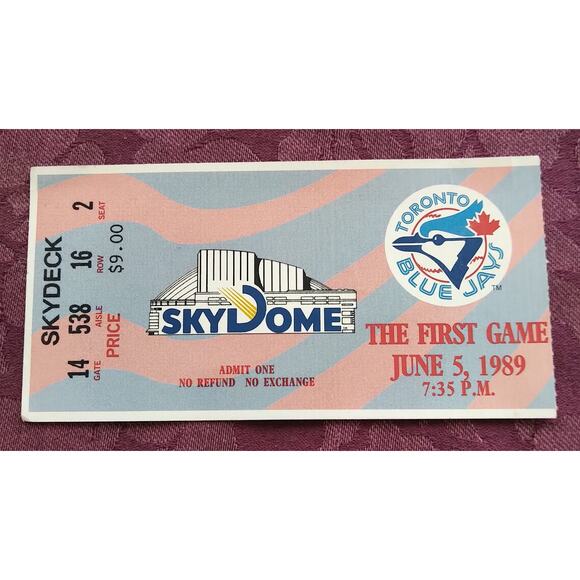 SKYDECK
14 538 16 2
GATE AISLE ROW SEAT
PRICE $9.00
SKYDOME
ADMIT ONE
NO REFUND NO EXCHANGE
TORONTO
BLUE JAYS
TM
THE FIRST GAME
JUNE 5, 1989
7:35 P.M.